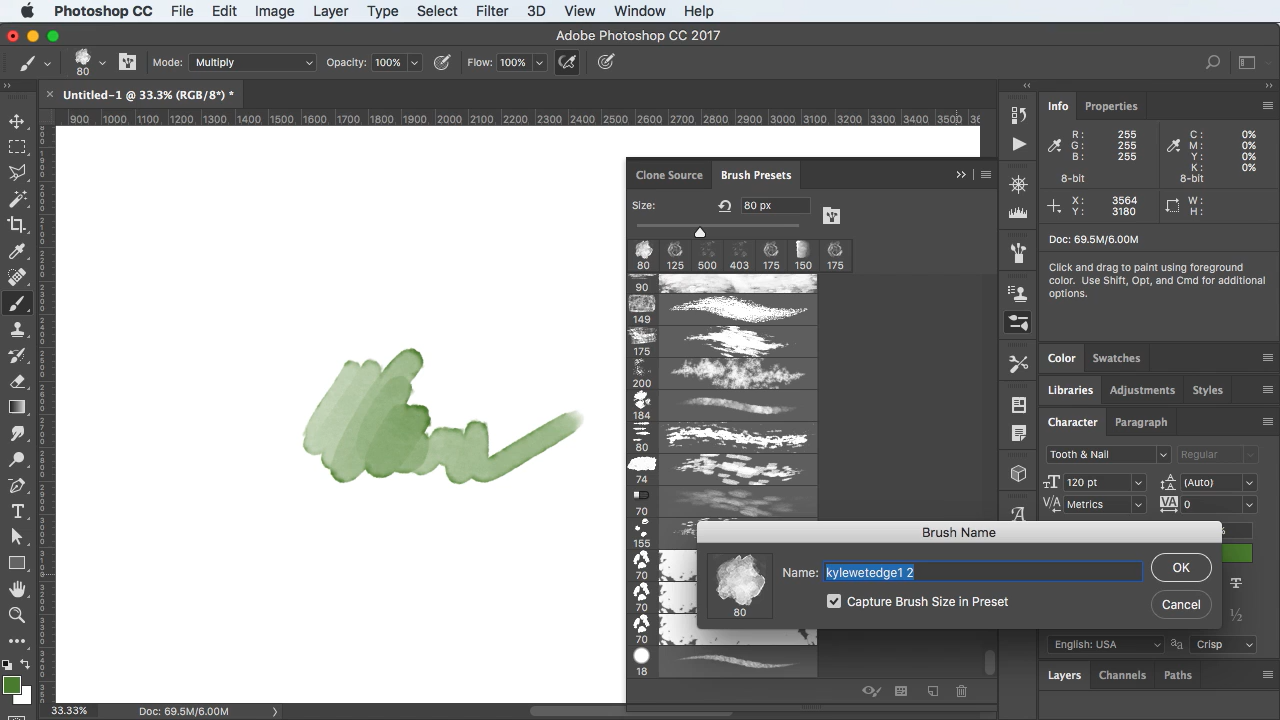 Photoshop CC File Edit Image Layer Type Select Filter 3D View Window Help
Adobe Photoshop CC 2017
80 Mode: Multiply Opacity: 100% Flow: 100%
Untitled-1 @ 33.3% (RGB/8*) *
900 1000 1100 1200 1300 1400 1500 1600 1700 1800 1900 2000 2100 2200 2300 2400 2500 2600 2700 2800 2900 3000 3100 3200 3300 3400 3500
Clone Source Brush Presets
Size: 80 px
80 125 500 403 175 150 175
90
149
175
200
184
80
74
70
155
70
70
70
18
Brush Name
Name: kylewetedge1 2
80
Capture Brush Size in Preset
OK
Cancel
Info Properties
R: 255 C: 0%
G: 255 M: 0%
B: 255 Y: 0%
K: 0%
8-bit 8-bit
X: 3564 W:
Y: 3180 H:
Doc: 69.5M/6.00M
Click and drag to paint using foreground
color. Use Shift, Opt, and Cmd for additional
options.
Color Swatches
Libraries Adjustments Styles
Character Paragraph
Tooth & Nail Regular
120 pt (Auto)
Metrics 0
English: USA aa Crisp
Layers Channels Paths
33.33% Doc: 69.5M/6.00M